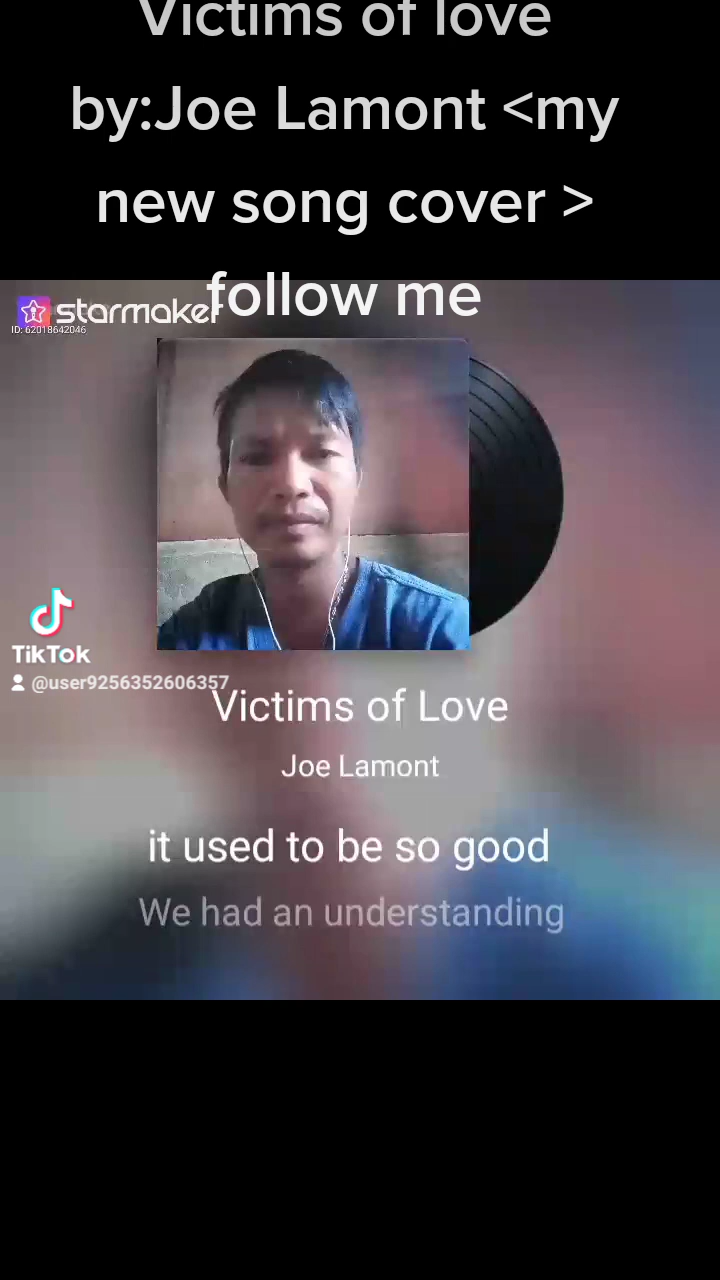 Victims of love
by:Joe Lamont <my
new song cover >
follow me
starmaker
ID: 62018642046
TikTok
@user9256352606357
Victims of Love
Joe Lamont
it used to be so good
We had an understanding